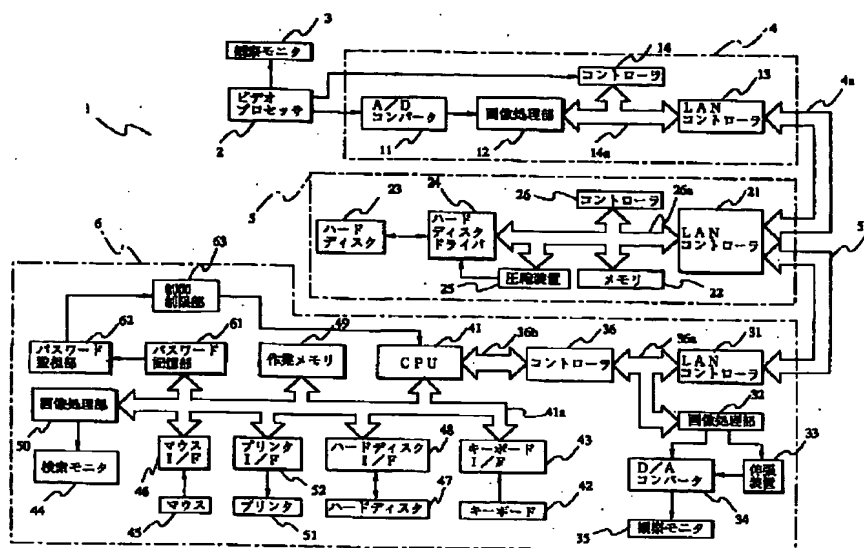 3
観察モニタ
1
ビデオ
プロセッサ
2
4
14
コントローラ
13
4a
A/D
コンバータ
11
画像処理部
12
14a
LAN
コントローラ
5
23
ハード
ディスク
24
ハード
ディスク
ドライバ
26
コントローラ
26a
21
LAN
コントローラ
25
圧縮装置
メモリ
22
5
6
63
制限部
62
パスワード
監視部
61
パスワード
記憶部
49
作業メモリ
41
CPU
36b
36
コントローラ
36a
31
LAN
コントローラ
画像処理部
50
41a
32
画像処理部
検索モニタ
44
マウス
I/F
46
プリンタ
I/F
52
ハードディスク
I/F
48
キーボード
I/F
43
D/A
コンバータ
34
33
伸張
装置
マウス
45
プリンタ
51
ハードディスク
47
キーボード
42
観察モニタ
35